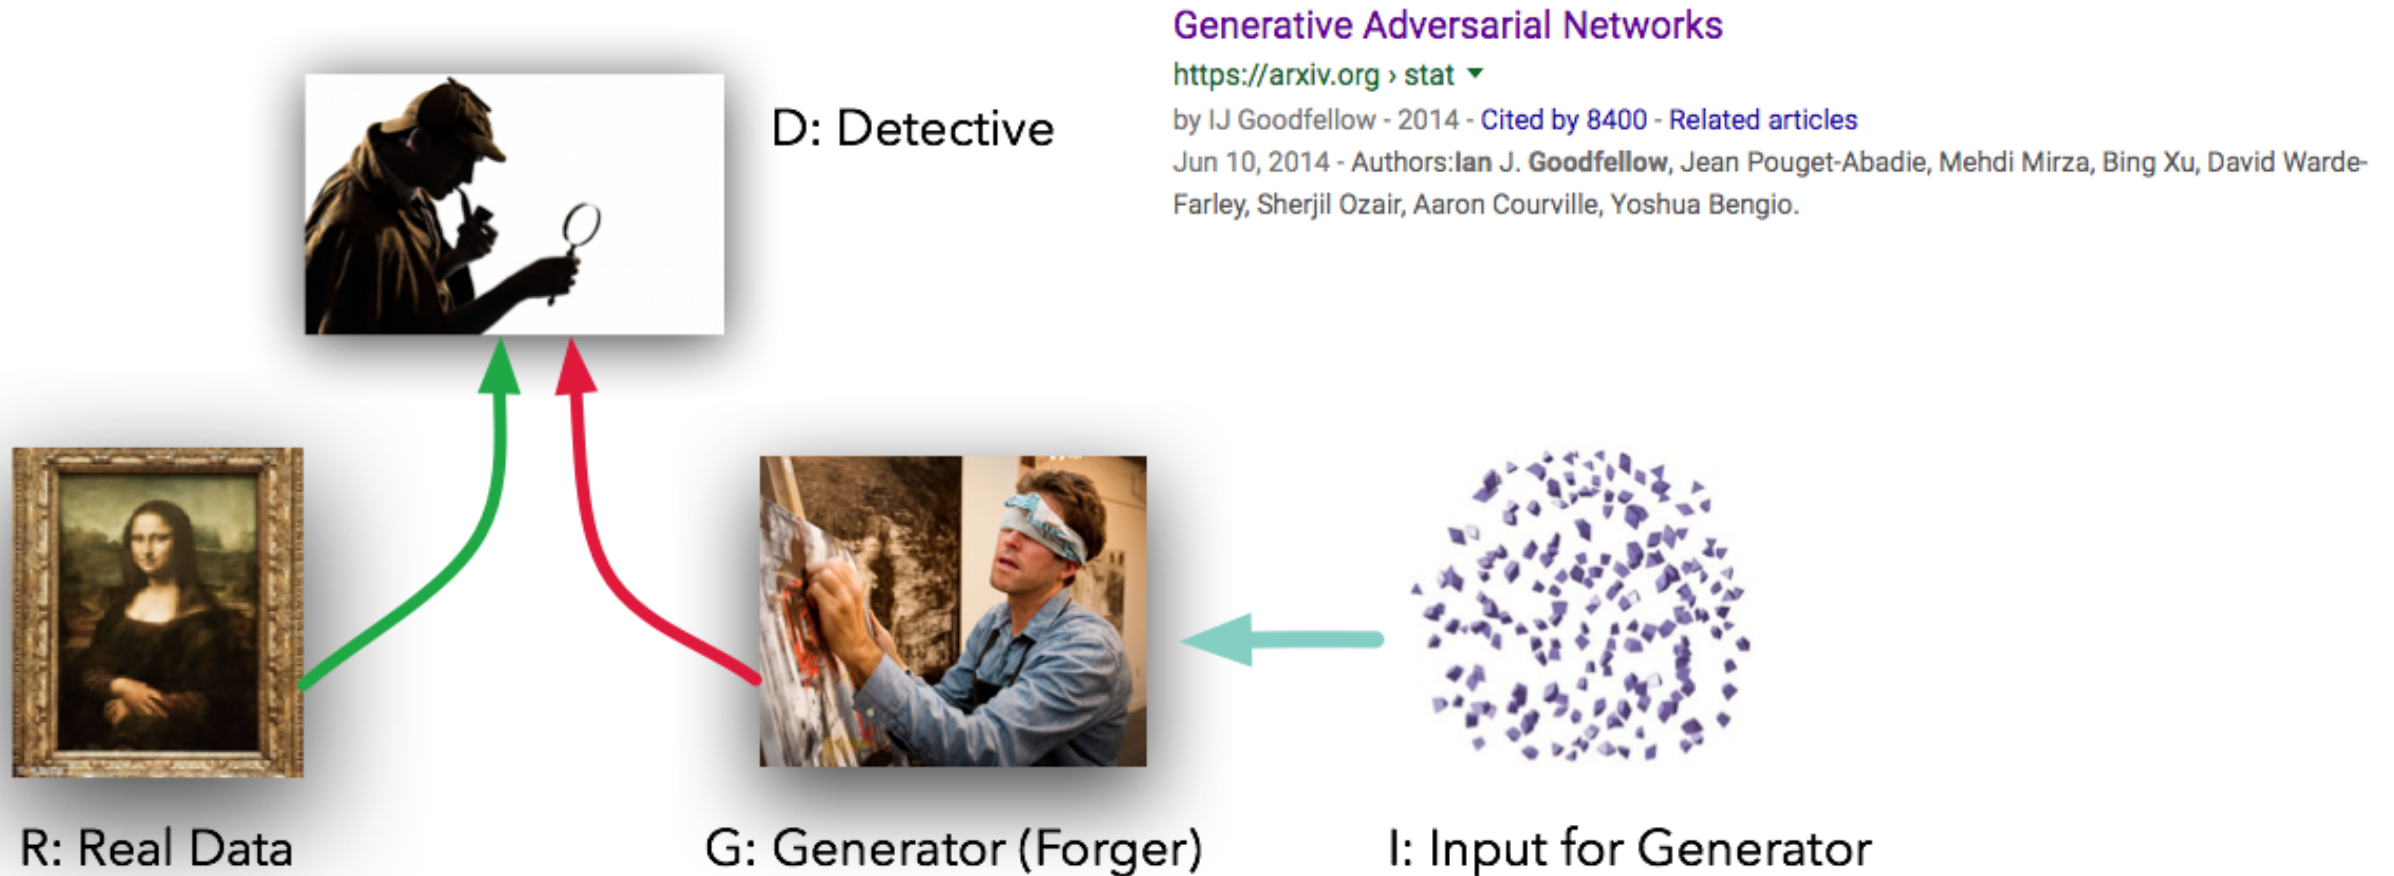 Generative Adversarial Networks
https://arxiv.org › stat ▼
by IJ Goodfellow - 2014 - Cited by 8400 - Related articles
Jun 10, 2014 - Authors:Ian J. Goodfellow, Jean Pouget-Abadie, Mehdi Mirza, Bing Xu, David Warde-
Farley, Sherjil Ozair, Aaron Courville, Yoshua Bengio.
D: Detective
R: Real Data
G: Generator (Forger)
I: Input for Generator